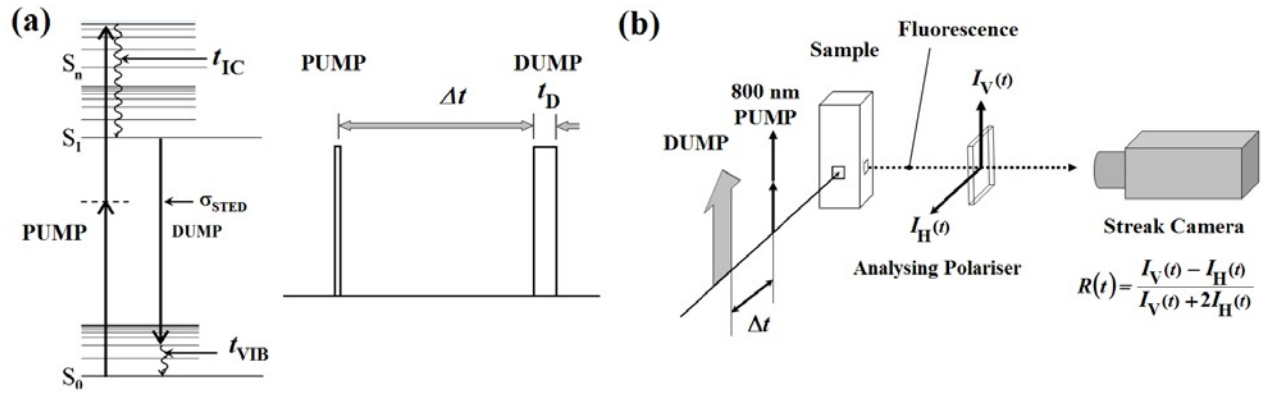 (a)
S_n
t_IC
S_1
PUMP
σ_STED
DUMP
t_VIB
S_0
PUMP
Δt
DUMP
t_D
(b)
Sample
Fluorescence
I_V(t)
800 nm
PUMP
DUMP
I_H(t)
Δt
Analysing Polariser
Streak Camera
R(t) = (I_V(t) − I_H(t)) / (I_V(t) + 2I_H(t))